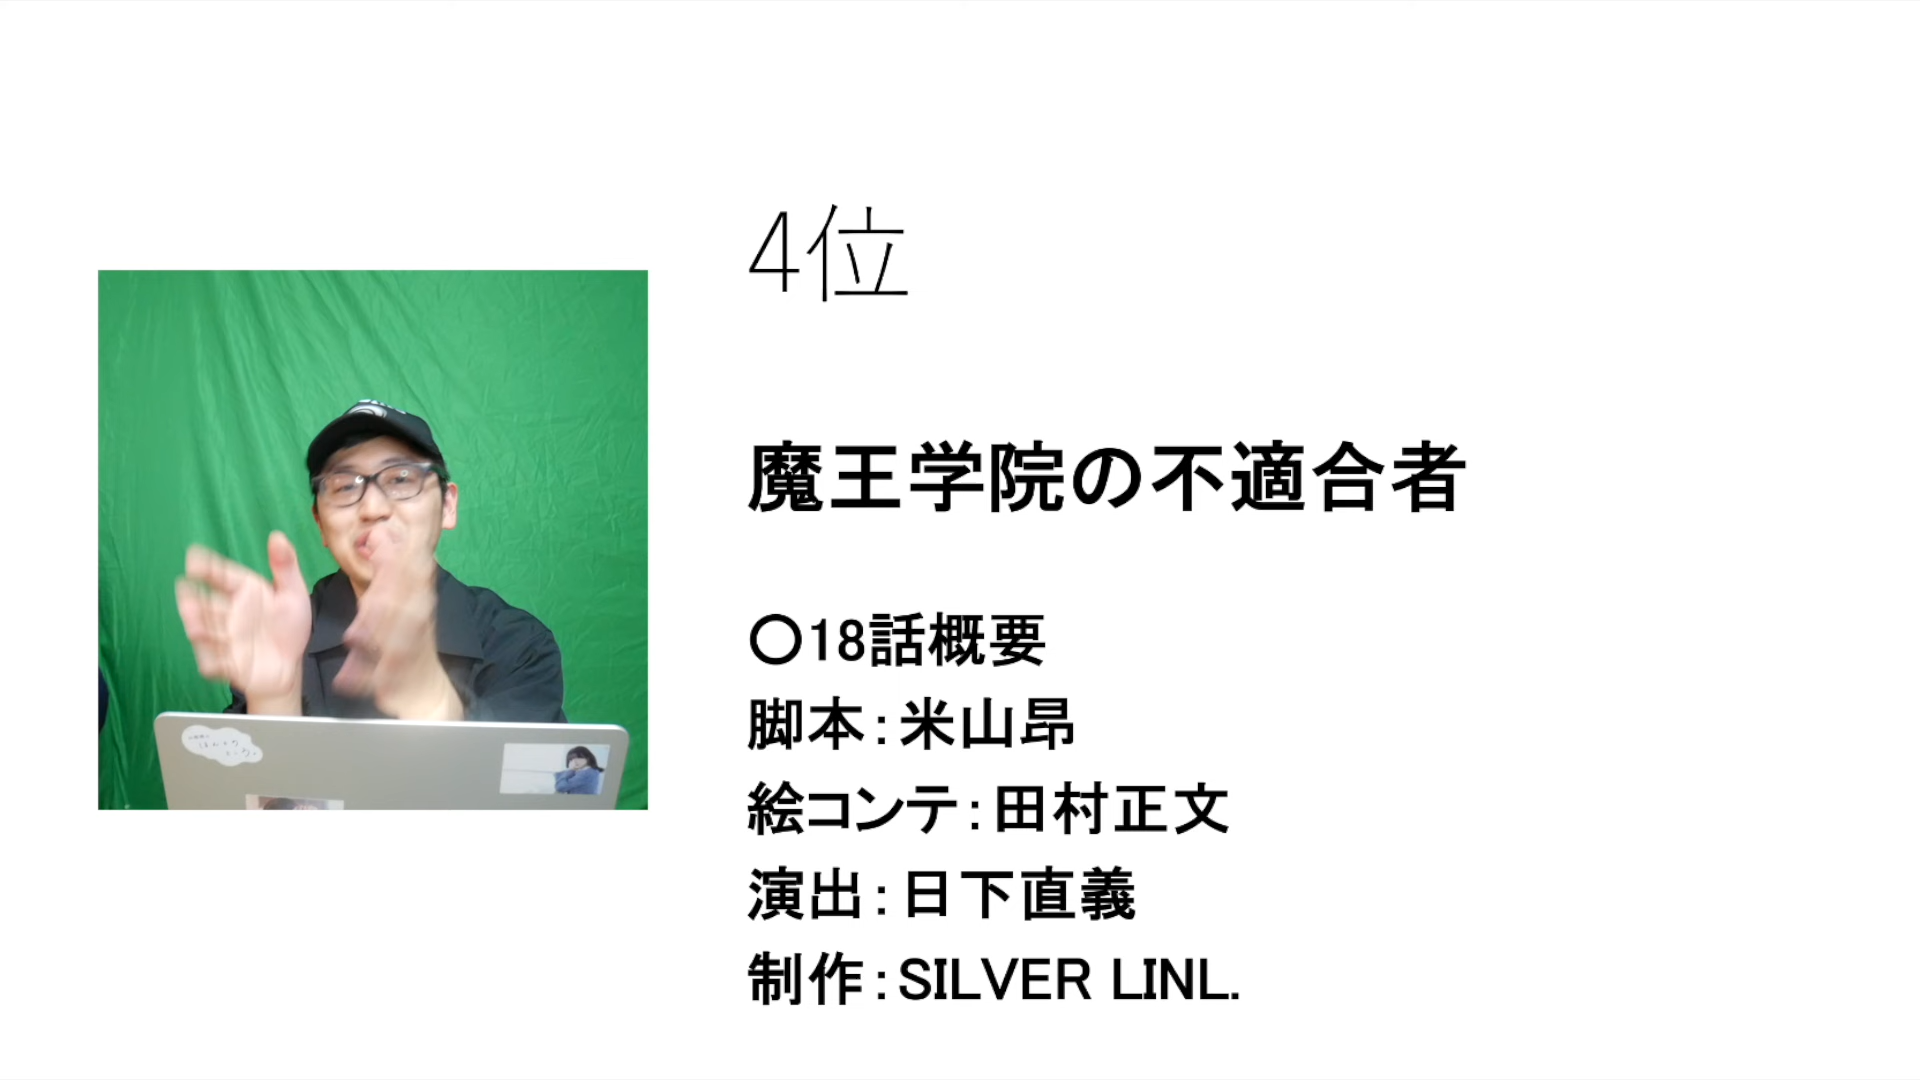 4位
魔王学院の不適合者
〇18話概要
脚本：米山昂
絵コンテ：田村正文
演出：日下直義
制作：SILVER LINL.